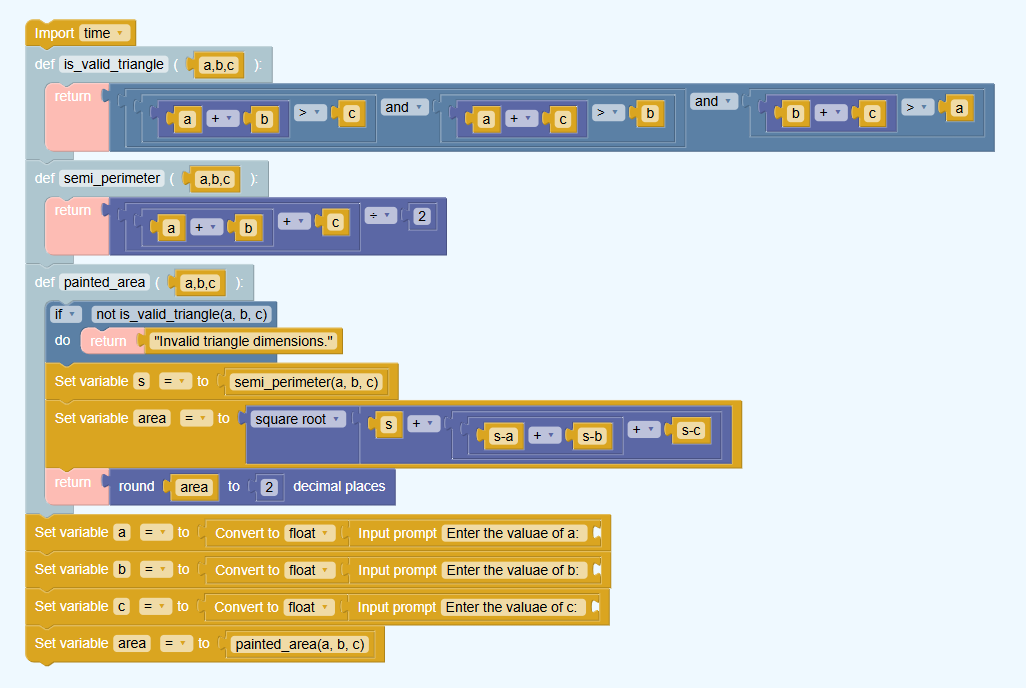 Import time
def is_valid_triangle ( a,b,c ):
return a + b > c and a + c > b and b + c > a
def semi_perimeter ( a,b,c ):
return a + b + c ÷ 2
def painted_area ( a,b,c ):
if not is_valid_triangle(a, b, c)
do return "Invalid triangle dimensions."
Set variable s = to semi_perimeter(a, b, c)
Set variable area = to square root s + s-a + s-b + s-c
return round area to 2 decimal places
Set variable a = to Convert to float Input prompt Enter the valuae of a:
Set variable b = to Convert to float Input prompt Enter the valuae of b:
Set variable c = to Convert to float Input prompt Enter the valuae of c:
Set variable area = to painted_area(a, b, c)